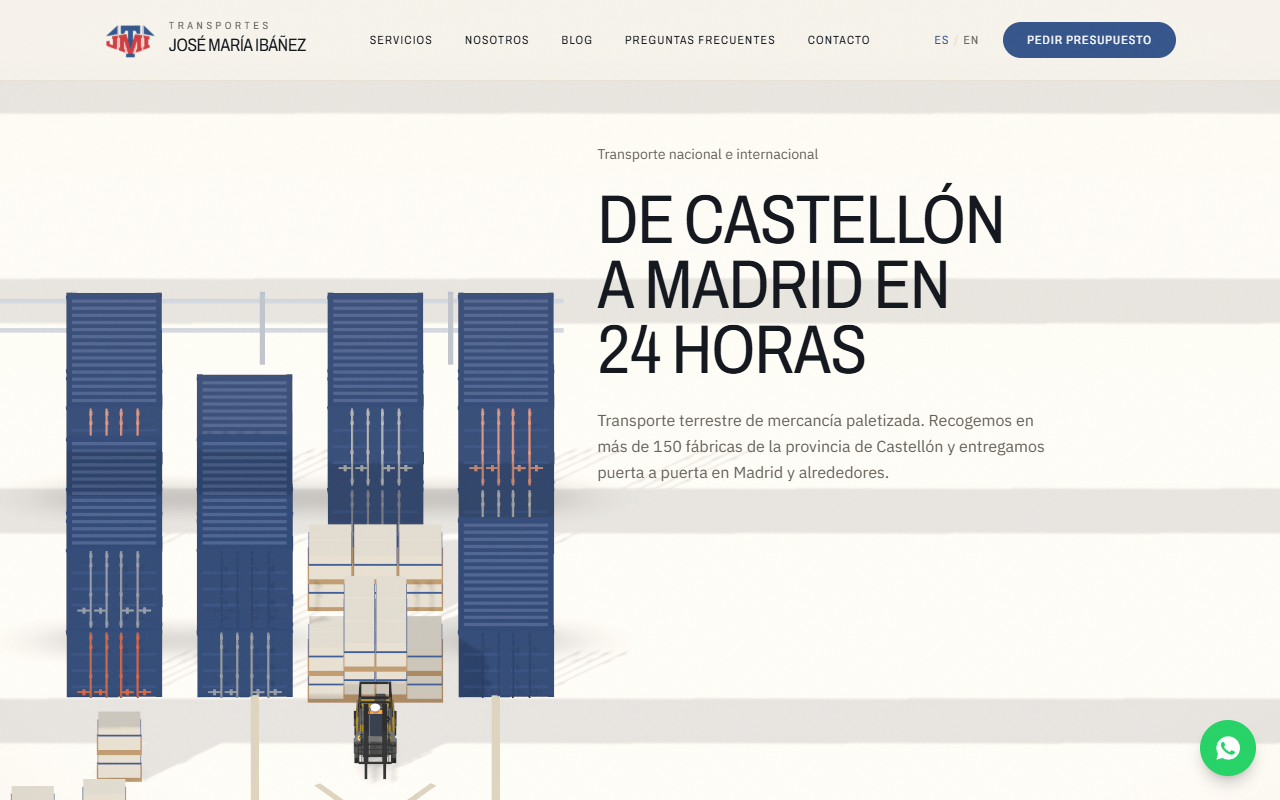 TRANSPORTES
JOSÉ MARÍA IBÁÑEZ
SERVICIOS
NOSOTROS
BLOG
PREGUNTAS FRECUENTES
CONTACTO
ES / EN
PEDIR PRESUPUESTO
Transporte nacional e internacional
DE CASTELLÓN
A MADRID EN
24 HORAS
Transporte terrestre de mercancía paletizada. Recogemos en
más de 150 fábricas de la provincia de Castellón y entregamos
puerta a puerta en Madrid y alrededores.